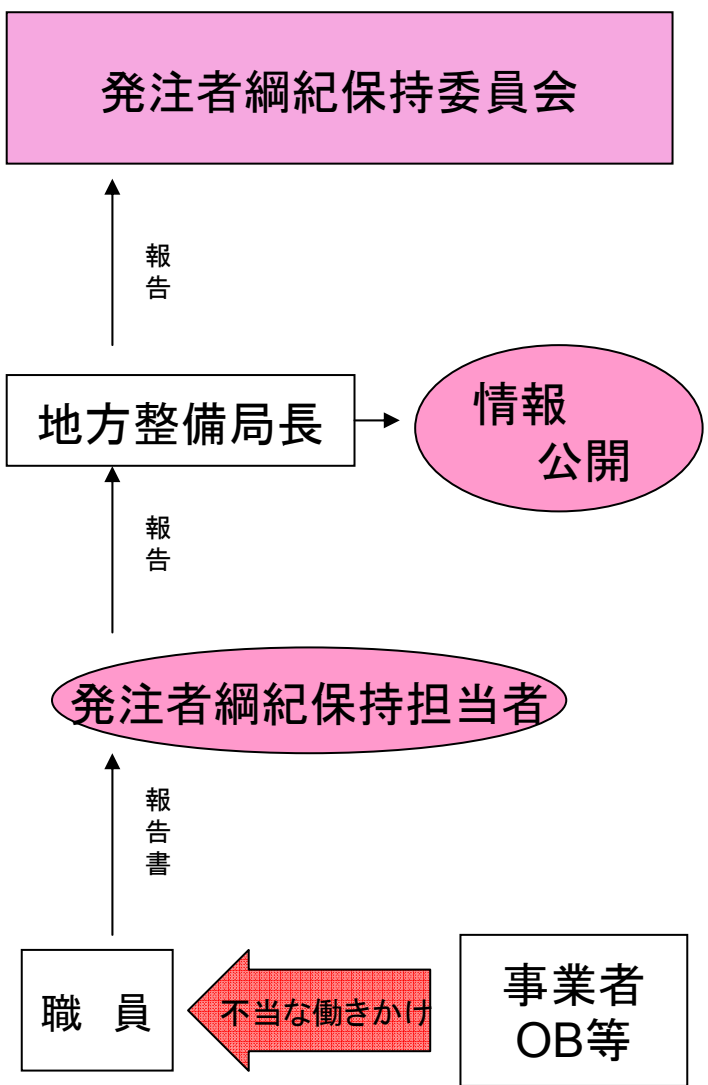 発注者綱紀保持委員会
報告
地方整備局長
情報
公開
報告
発注者綱紀保持担当者
報告書
職 員
不当な働きかけ
事業者
OB等